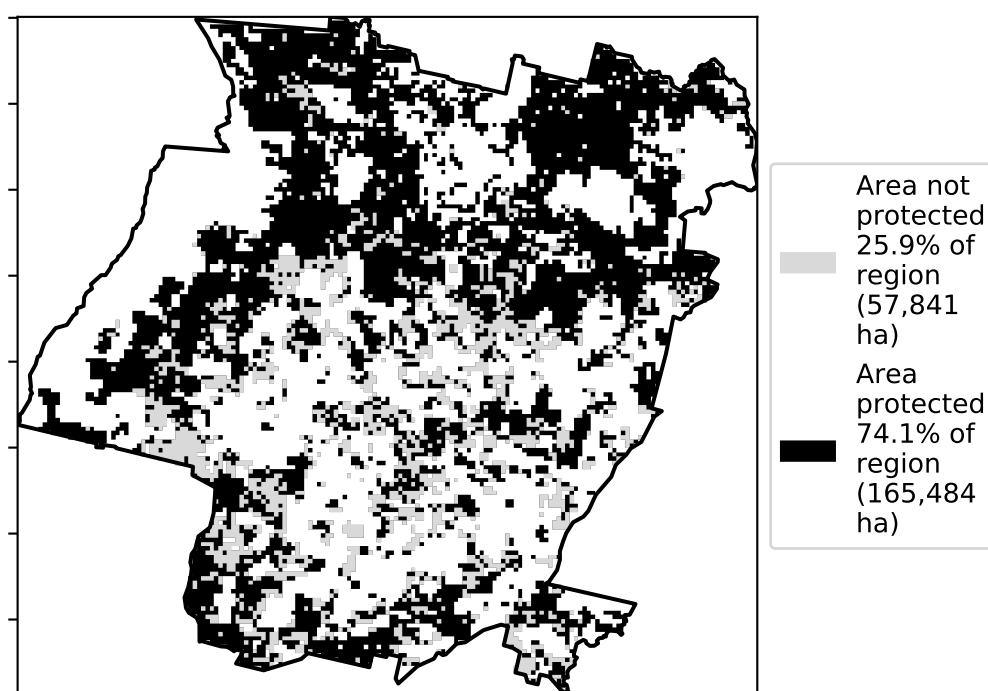 Area not
protected
25.9% of
region
(57,841
ha)
Area
protected
74.1% of
region
(165,484
ha)